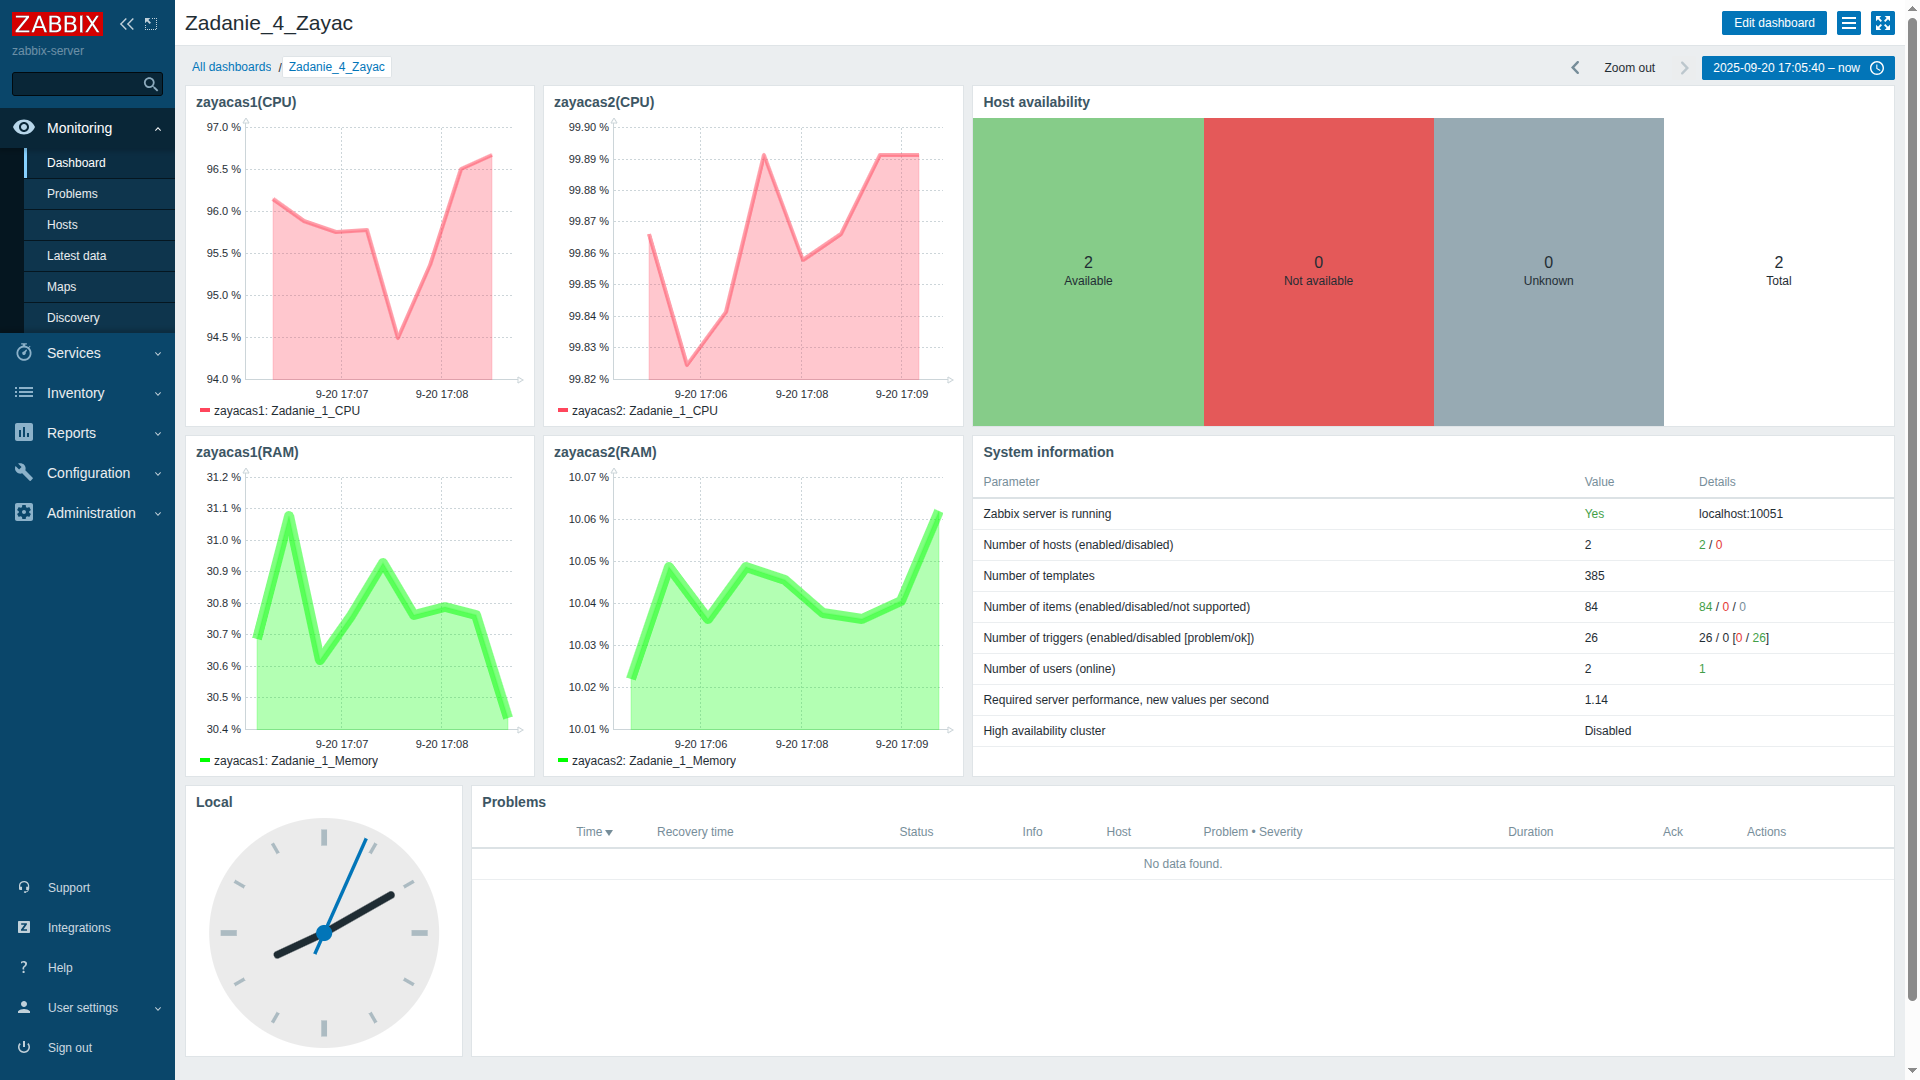 ZABBIX
zabbix-server
Monitoring
Dashboard
Problems
Hosts
Latest data
Maps
Discovery
Services
Inventory
Reports
Configuration
Administration
Support
Z Integrations
? Help
User settings
Sign out
Zadanie_4_Zayac
Edit dashboard
All dashboards / Zadanie_4_Zayac
Zoom out
2025-09-20 17:05:40 – now
zayacas1(CPU)
97.0 %
96.5 %
96.0 %
95.5 %
95.0 %
94.5 %
94.0 %
9-20 17:07 9-20 17:08
zayacas1: Zadanie_1_CPU
zayacas2(CPU)
99.90 %
99.89 %
99.88 %
99.87 %
99.86 %
99.85 %
99.84 %
99.83 %
99.82 %
9-20 17:06 9-20 17:08 9-20 17:09
zayacas2: Zadanie_1_CPU
Host availability
2 0 0 2
Available Not available Unknown Total
zayacas1(RAM)
31.2 %
31.1 %
31.0 %
30.9 %
30.8 %
30.7 %
30.6 %
30.5 %
30.4 %
9-20 17:07 9-20 17:08
zayacas1: Zadanie_1_Memory
zayacas2(RAM)
10.07 %
10.06 %
10.05 %
10.04 %
10.03 %
10.02 %
10.01 %
9-20 17:06 9-20 17:08 9-20 17:09
zayacas2: Zadanie_1_Memory
System information
Parameter Value Details
Zabbix server is running Yes localhost:10051
Number of hosts (enabled/disabled) 2 2 / 0
Number of templates 385
Number of items (enabled/disabled/not supported) 84 84 / 0 / 0
Number of triggers (enabled/disabled [problem/ok]) 26 26 / 0 [0 / 26]
Number of users (online) 2 1
Required server performance, new values per second 1.14
High availability cluster Disabled
Local
Problems
Time Recovery time Status Info Host Problem • Severity Duration Ack Actions
No data found.